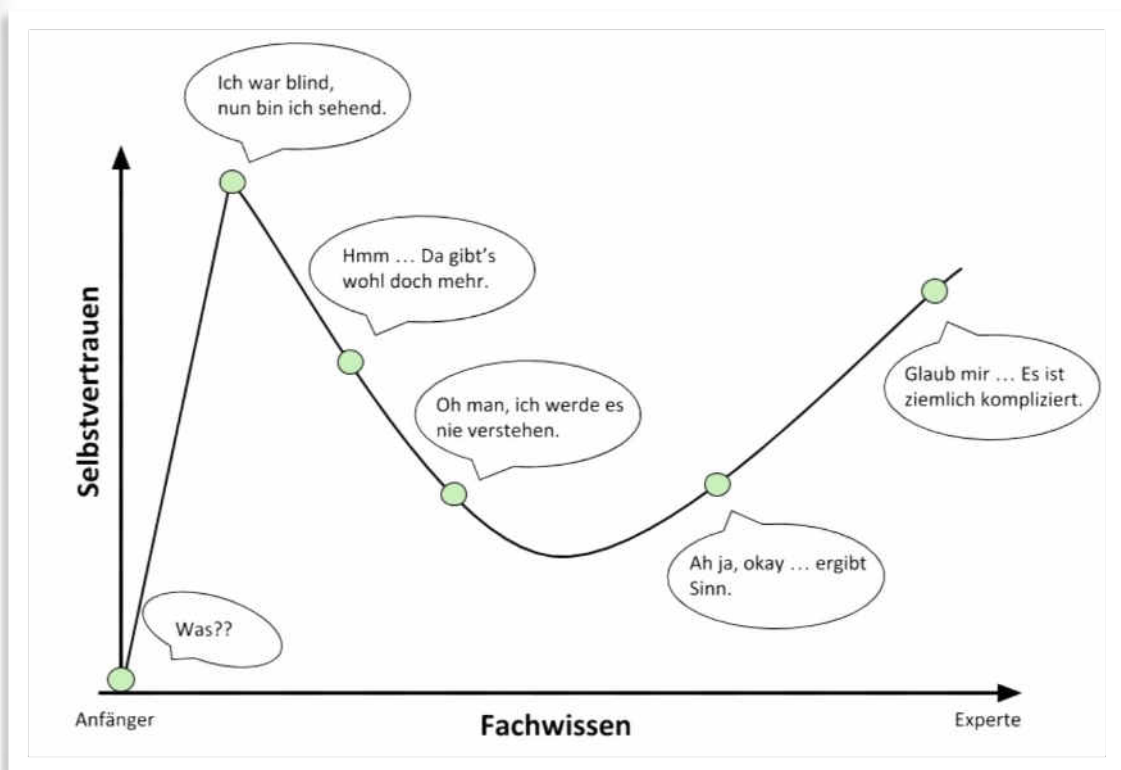 Ich war blind,
nun bin ich sehend.
Hmm … Da gibt's
wohl doch mehr.
Oh man, ich werde es
nie verstehen.
Glaub mir … Es ist
ziemlich kompliziert.
Ah ja, okay … ergibt
Sinn.
Was??
Selbstvertrauen
Anfänger
Fachwissen
Experte